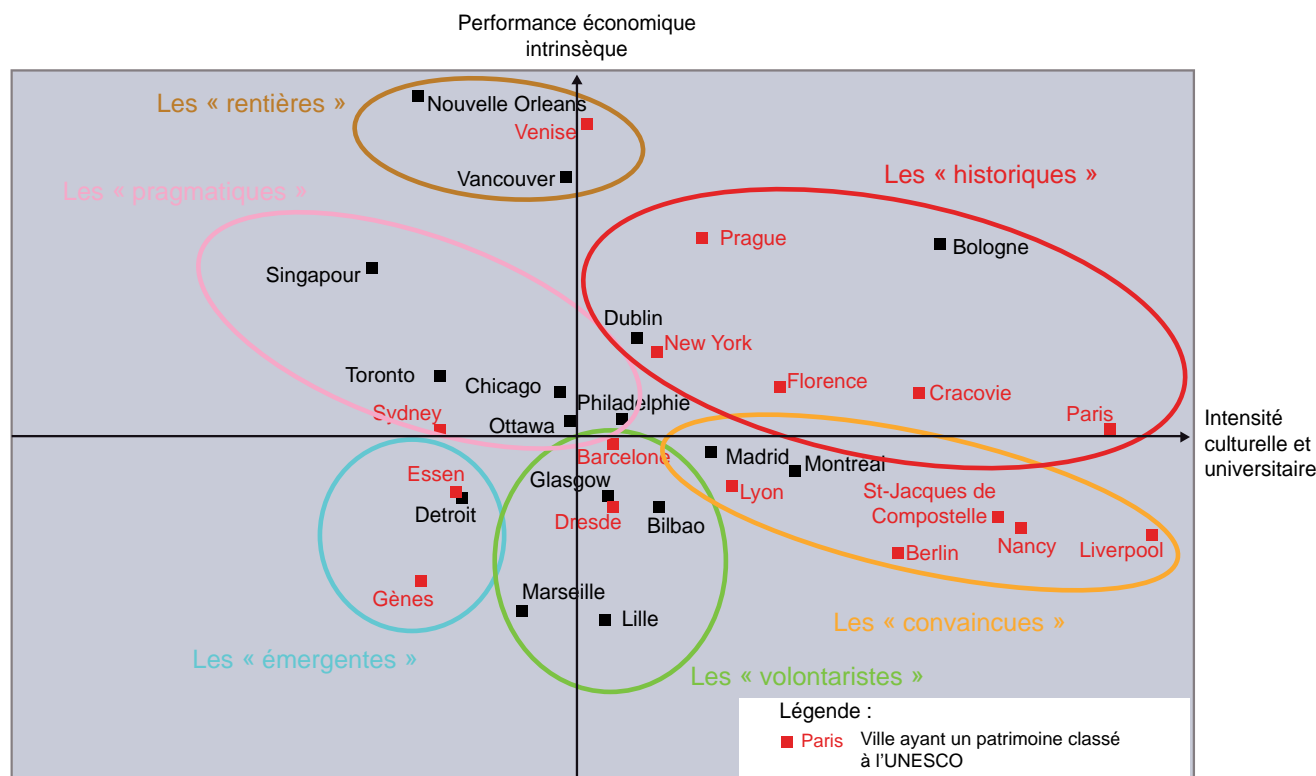 Performance économique
intrinsèque
Les « rentières »
Nouvelle Orleans
Venise
Vancouver
Les « pragmatiques »
Les « historiques »
Prague
Bologne
Singapour
Dublin
New York
Toronto
Chicago
Florence
Cracovie
Philadelphie
Sydney
Ottawa
Paris
Intensité
culturelle et
universitaire
Barcelone
Madrid
Montreal
Essen
Glasgow
Lyon
St-Jacques de
Compostelle
Detroit
Dresde
Bilbao
Berlin
Nancy
Liverpool
Gènes
Marseille
Lille
Les « convaincues »
Les « émergentes »
Les « volontaristes »
Légende :
Paris Ville ayant un patrimoine classé
à l’UNESCO